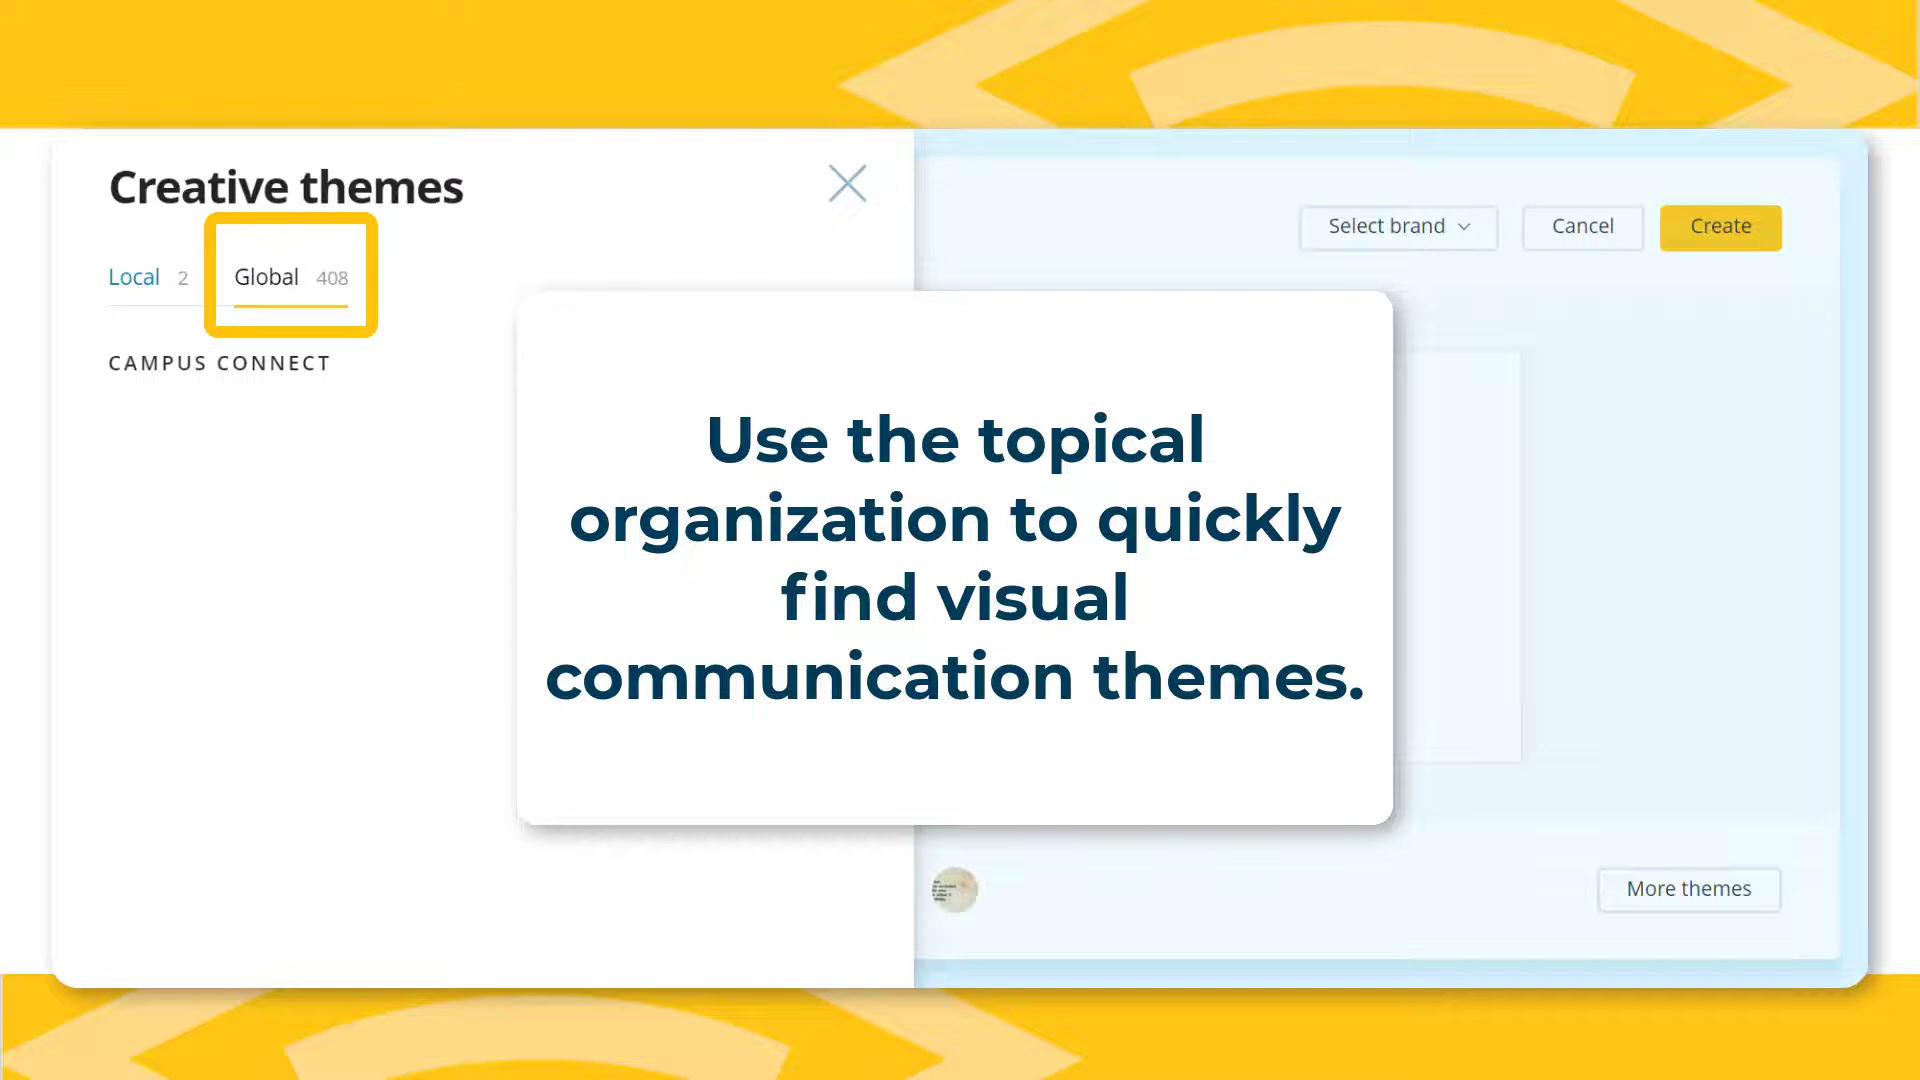 Creative themes
Local 2 Global 408
CAMPUS CONNECT
Select brand Cancel Create
Use the topical
organization to quickly
find visual
communication themes.
More themes